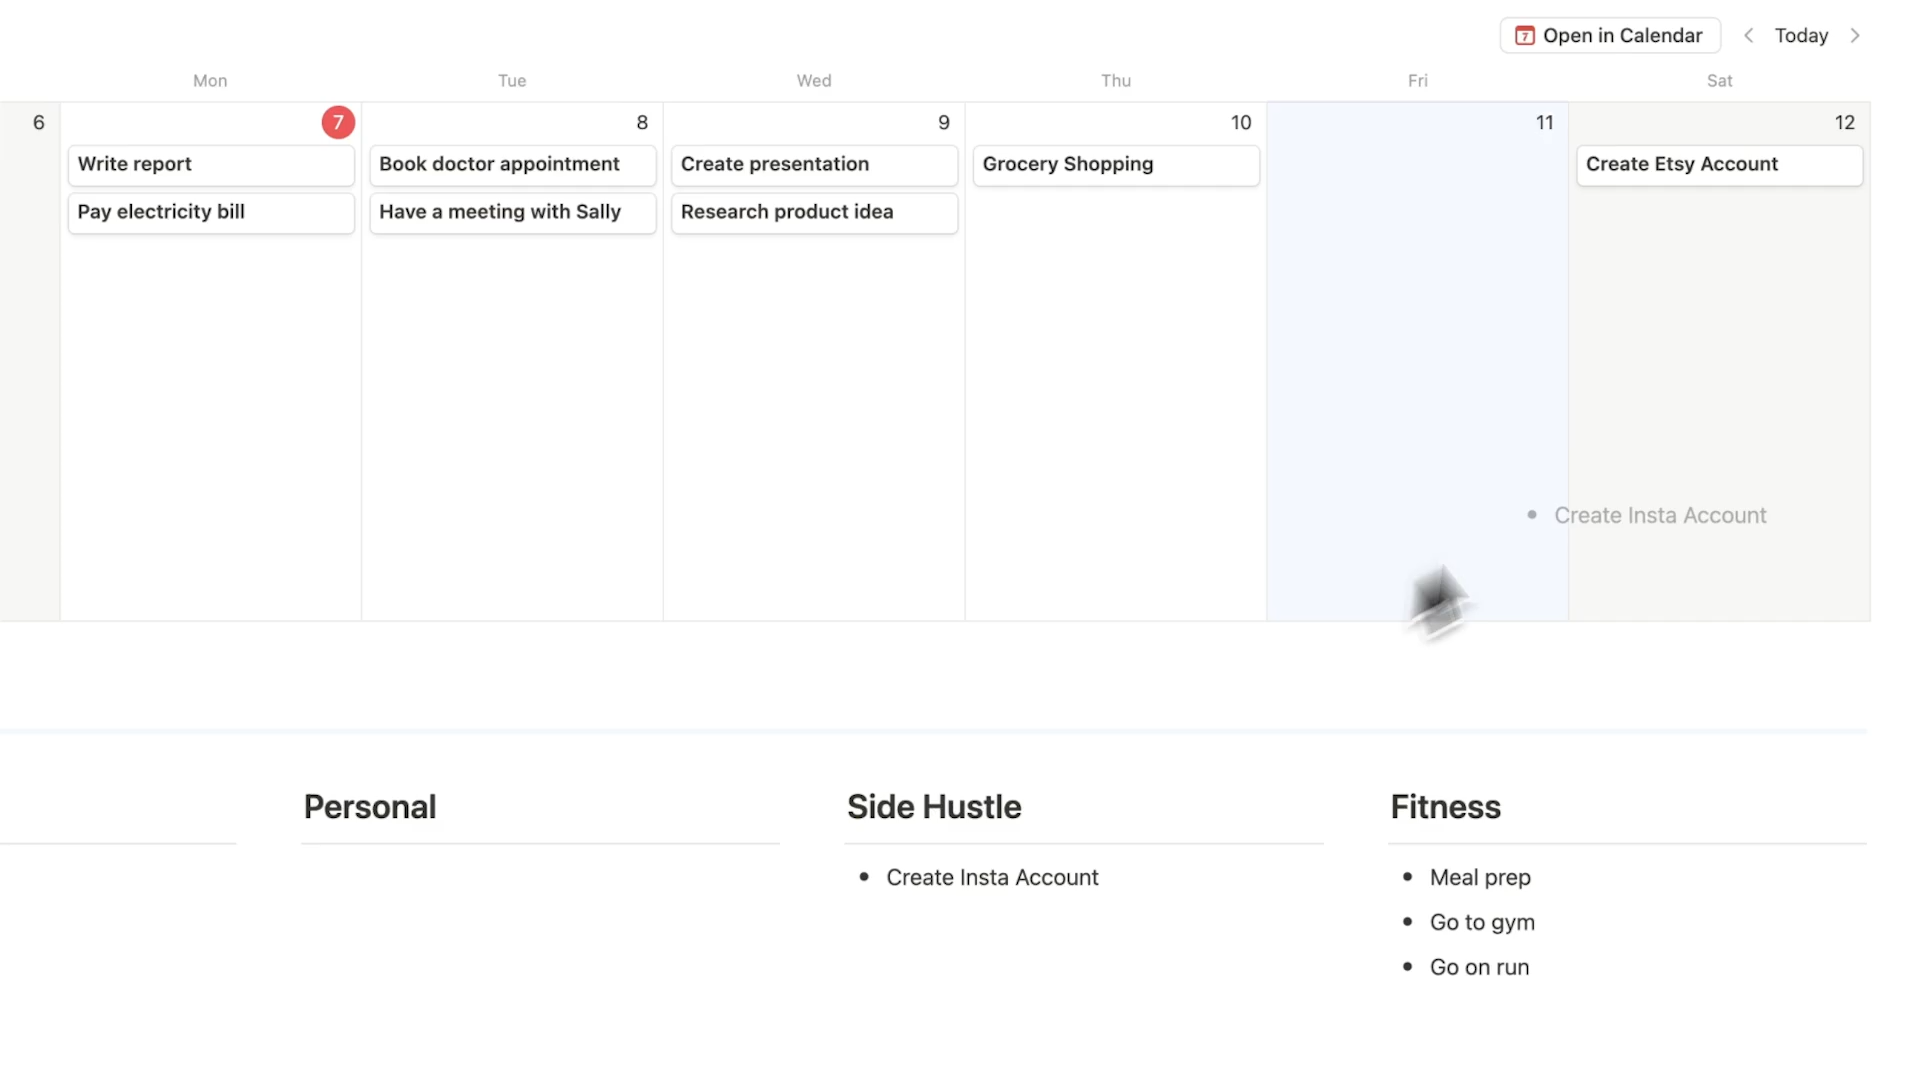 7 Open in Calendar < Today >
Mon Tue Wed Thu Fri Sat
6 7 8 9 10 11 12
Write report Book doctor appointment Create presentation Grocery Shopping Create Etsy Account
Pay electricity bill Have a meeting with Sally Research product idea
• Create Insta Account
Personal Side Hustle Fitness
• Create Insta Account • Meal prep
• Go to gym
• Go on run